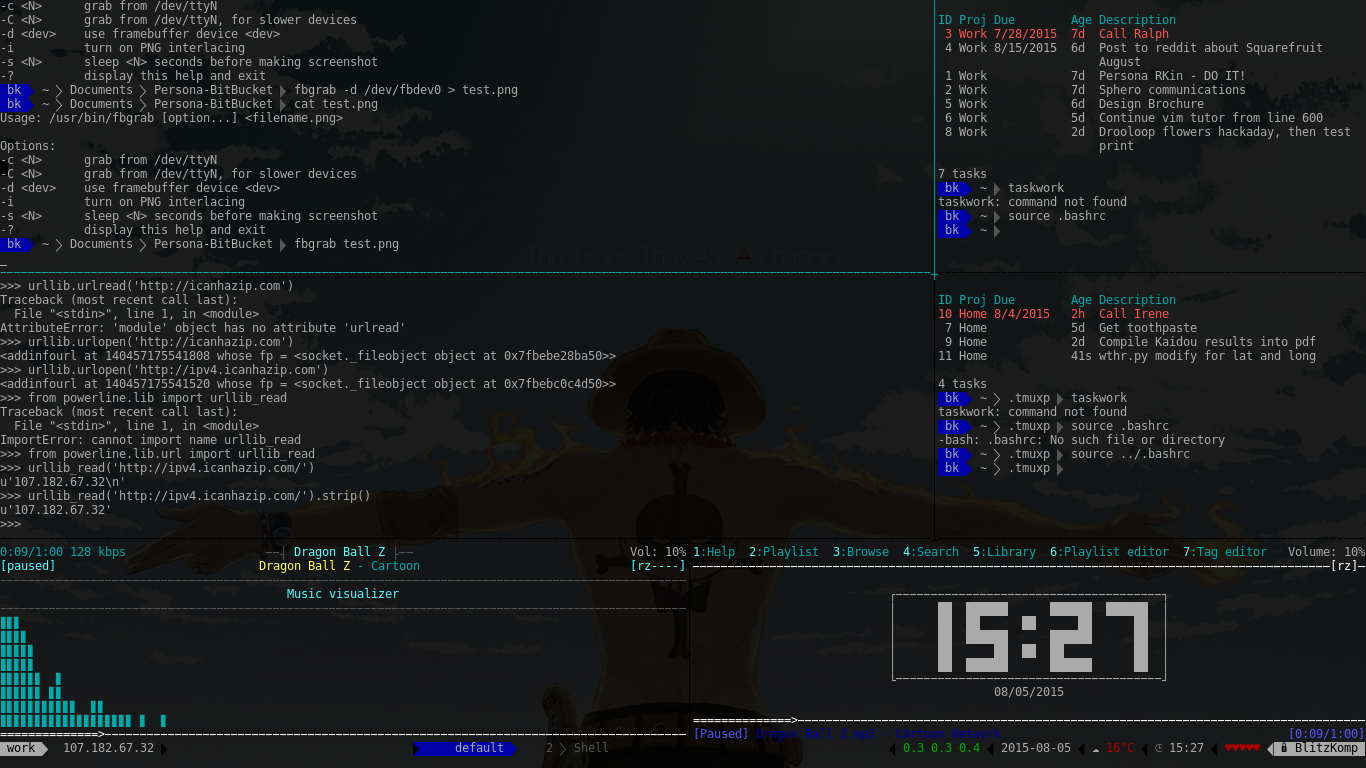 -c <N>      grab from /dev/ttyN
-C <N>      grab from /dev/ttyN, for slower devices
-d <dev>    use framebuffer device <dev>
-i          turn on PNG interlacing
-s <N>      sleep <N> seconds before making screenshot
-?          display this help and exit
bk ~ Documents Persona-BitBucket fbgrab -d /dev/fbdev0 > test.png
bk ~ Documents Persona-BitBucket cat test.png
Usage: /usr/bin/fbgrab [option...] <filename.png>
Options:
-c <N>      grab from /dev/ttyN
-C <N>      grab from /dev/ttyN, for slower devices
-d <dev>    use framebuffer device <dev>
-i          turn on PNG interlacing
-s <N>      sleep <N> seconds before making screenshot
-?          display this help and exit
bk ~ Documents Persona-BitBucket fbgrab test.png
_
ID Proj Due        Age Description
3 Work 7/28/2015  7d  Call Ralph
4 Work 8/15/2015  6d  Post to reddit about Squarefruit
August
1 Work            7d  Persona RKin - DO IT!
2 Work            7d  Sphero communications
5 Work            6d  Design Brochure
6 Work            5d  Continue vim tutor from line 600
8 Work            2d  Drooloop flowers hackaday, then test
print
7 tasks
bk ~ taskwork
taskwork: command not found
bk ~ source .bashrc
bk ~
>>> urllib.urlread('http://icanhazip.com')
Traceback (most recent call last):
  File "<stdin>", line 1, in <module>
AttributeError: 'module' object has no attribute 'urlread'
>>> urllib.urlopen('http://icanhazip.com')
<addinfourl at 140457175541808 whose fp = <socket._fileobject object at 0x7fbebe28ba50>>
>>> urllib.urlopen('http://ipv4.icanhazip.com')
<addinfourl at 140457175541520 whose fp = <socket._fileobject object at 0x7fbebc0c4d50>>
>>> from powerline.lib import urllib_read
Traceback (most recent call last):
  File "<stdin>", line 1, in <module>
ImportError: cannot import name urllib_read
>>> from powerline.lib.url import urllib_read
>>> urllib_read('http://ipv4.icanhazip.com/')
u'107.182.67.32\n'
>>> urllib_read('http://ipv4.icanhazip.com/').strip()
u'107.182.67.32'
>>>
ID Proj Due        Age Description
10 Home 8/4/2015   2h  Call Irene
7 Home            5d  Get toothpaste
9 Home            2d  Compile Kaidou results into pdf
11 Home            41s wthr.py modify for lat and long
4 tasks
bk ~ .tmuxp taskwork
taskwork: command not found
bk ~ .tmuxp source .bashrc
-bash: .bashrc: No such file or directory
bk ~ .tmuxp source ../.bashrc
bk ~ .tmuxp
0:09/1:00 128 kbps Dragon Ball Z Vol: 10%
[paused] Dragon Ball Z - Cartoon [rz----]
Music visualizer
1:Help  2:Playlist  3:Browse  4:Search  5:Library  6:Playlist editor  7:Tag editor Volume: 10%
[rz]
15:27
08/05/2015
[Paused] [0:09/1:00]
work 107.182.67.32 default 2 Shell 0.3 0.3 0.4 2015-08-05 ☁ 16°C 15:27 ♥♥♥♥♥ BlitzKomp